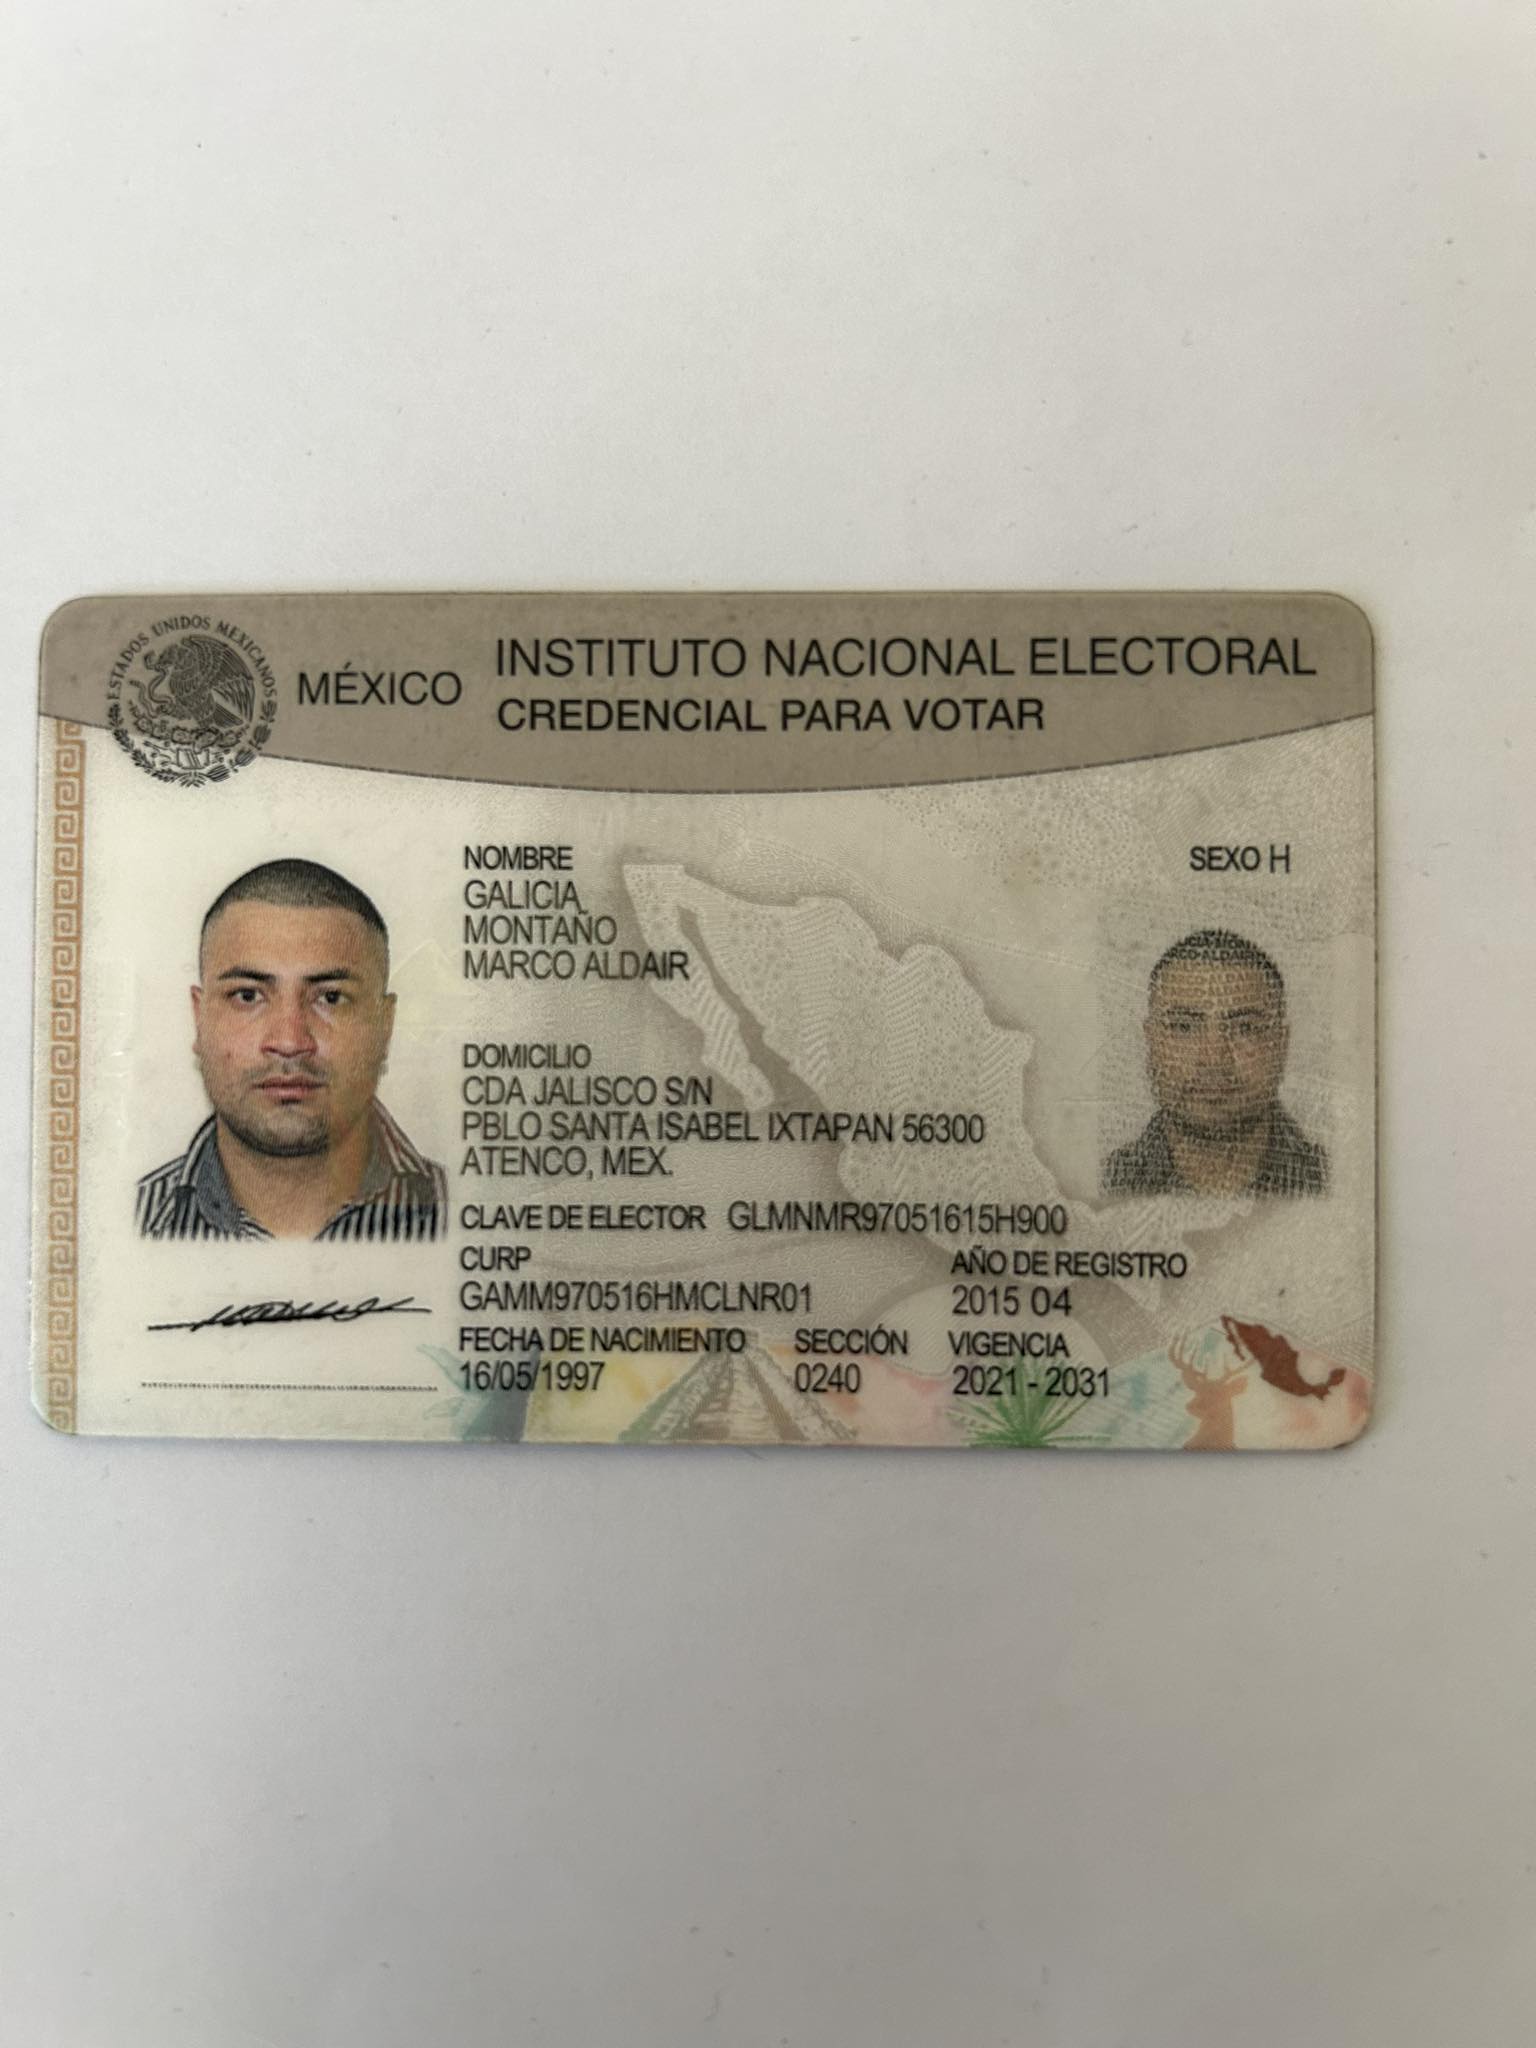 ESTADOS UNIDOS MEXICANOS
MÉXICO
INSTITUTO NACIONAL ELECTORAL
CREDENCIAL PARA VOTAR
NOMBRE
GALICIA
MONTAÑO
MARCO ALDAIR
SEXO H
DOMICILIO
CDA JALISCO S/N
PBLO SANTA ISABEL IXTAPAN 56300
ATENCO, MEX.
CLAVE DE ELECTOR GLMNMR97051615H900
CURP
GAMM970516HMCLNR01
AÑO DE REGISTRO
2015 04
FECHA DE NACIMIENTO
16/05/1997
SECCIÓN
0240
VIGENCIA
2021 - 2031